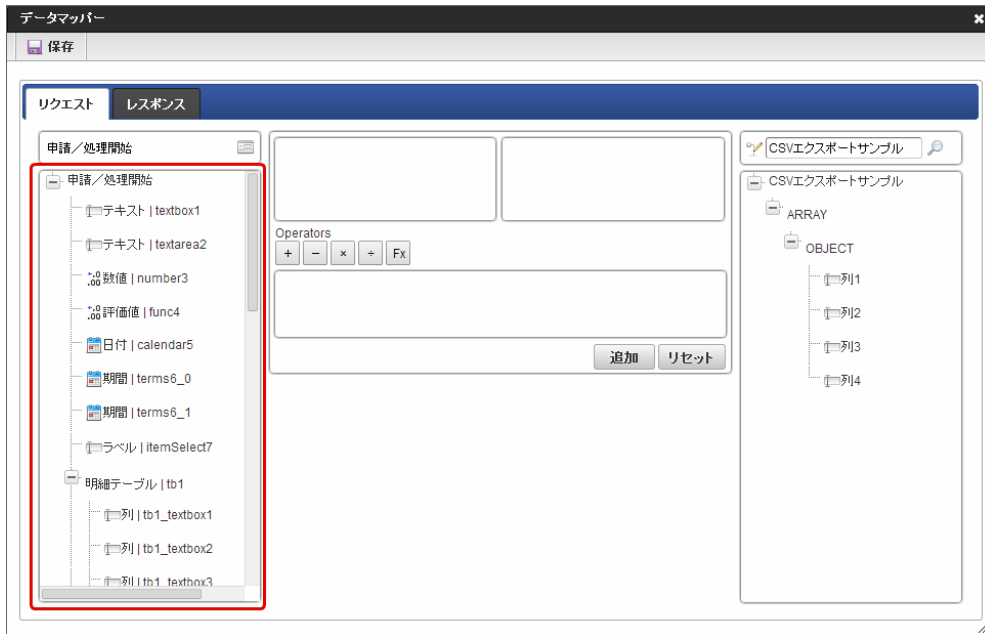 データマッパー
保存
リクエスト
レスポンス
申請／処理開始
申請／処理開始
テキスト | textbox1
テキスト | textarea2
数値 | number3
評価値 | func4
日付 | calendar5
期間 | terms6_0
期間 | terms6_1
ラベル | itemSelect7
明細テーブル | tb1
列 | tb1_textbox1
列 | tb1_textbox2
列 | tb1_textbox3
Operators
+ − × ÷ Fx
追加 リセット
CSVエクスポートサンプル
CSVエクスポートサンプル
ARRAY
OBJECT
列1
列2
列3
列4